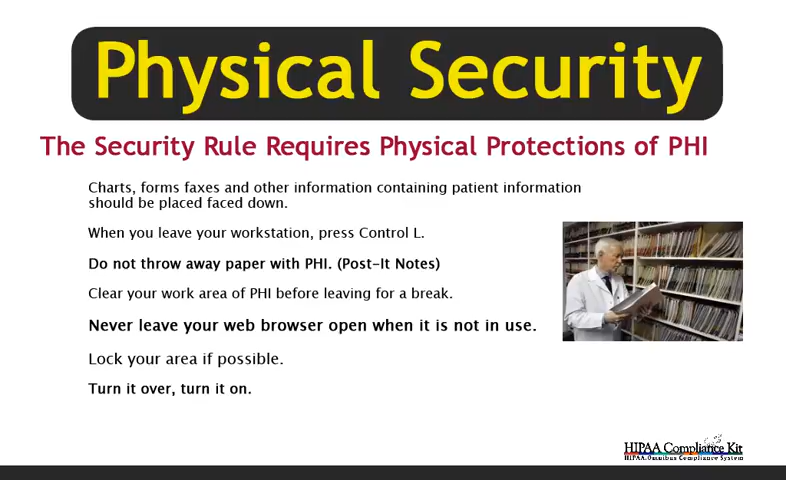 Physical Security
The Security Rule Requires Physical Protections of PHI
Charts, forms faxes and other information containing patient information
should be placed faced down.
When you leave your workstation, press Control L.
Do not throw away paper with PHI. (Post-It Notes)
Clear your work area of PHI before leaving for a break.
Never leave your web browser open when it is not in use.
Lock your area if possible.
Turn it over, turn it on.
HIPAA Compliance Kit
HIPAA Omnibus Compliance System